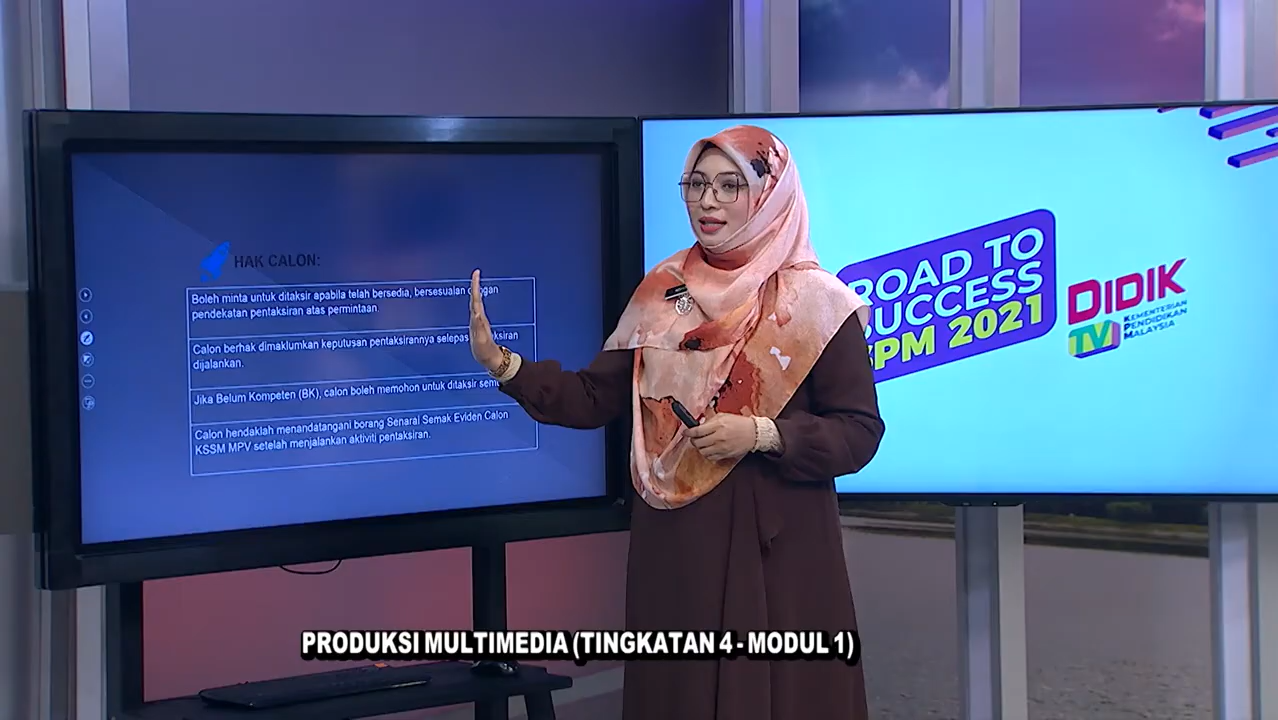 HAK CALON:
Boleh minta untuk ditaksir apabila telah bersedia, bersesualan dengan
pendekatan pentaksiran atas permintaan.
Calon berhak dimaklumkan keputusan pentaksirannya selepas
dijalankan.
Jika Belum Kompeten (BK), calon boleh memohon untuk ditaksir
Calon hendaklah menandatangani borang Senarai Semak Eviden Calon
KSSM MPV setelah menjalankan aktiviti pentaksiran.
ROAD TO
SUCCESS
SPM 2021
DIDIK
TV
KEMENTERIAN
PENDIDIKAN
MALAYSIA
PRODUKSI MULTIMEDIA (TINGKATAN 4 - MODUL 1)